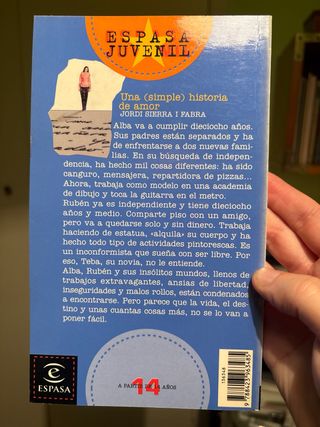 ESPASA
JUVENIL
Una (simple) historia
de amor
JORDI SIERRA I FABRA
Alba va a cumplir dieciocho años.
Sus padres están separados y ha
de enfrentarse a dos nuevas fami-
lias. En su búsqueda de indepen-
dencia, ha hecho mil cosas diferentes: ha sido
canguro, mensajera, repartidora de pizzas...
Ahora, trabaja como modelo en una academia
de dibujo y toca la guitarra en el metro.
Rubén ya es independiente y tiene dieciocho
años y medio. Comparte piso con un amigo,
pero va a quedarse solo y sin dinero. Trabaja
haciendo de estatua, «alquila» su cuerpo y ha
hecho todo tipo de actividades pintorescas. Es
un inconformista que sueña con ser libre. Por
eso, Teba, su novia, no le entiende.
Alba, Rubén y sus insólitos mundos, llenos de
trabajos extravagantes, ansias de libertad,
inseguridades y malos rollos, están condenados
a encontrarse. Pero parece que la vida, el des-
tino y unas cuantas cosas más, no se lo van a
poner fácil.
ESPASA
14
A PARTIR DE 14 AÑOS
9788423963485